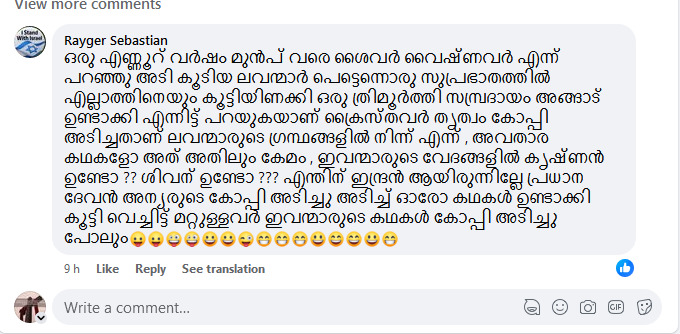 View more comments
I Stand With Israel
Rayger Sebastian
ഒരു എണ്ണൂറ് വർഷം മുൻപ് വരെ ശൈവർ വൈഷ്ണവർ എന്ന്
പറഞ്ഞു അടി കൂടിയ ലവന്മാർ പെട്ടെന്നൊരു സുപ്രഭാതത്തിൽ
എല്ലാത്തിനെയും കൂട്ടിയിണക്കി ഒരു ത്രിമൂർത്തി സമ്പ്രദായം അങ്ങാട്
ഉണ്ടാക്കി എന്നിട്ട് പറയുകയാണ് ക്രൈസ്തവർ തൃത്വം കോപ്പി
അടിച്ചതാണ് ലവന്മാരുടെ ഗ്രന്ഥങ്ങളിൽ നിന്ന് എന്ന് , അവതാര
കഥകളോ അത് അതിലും കേമം , ഇവന്മാരുടെ വേദങ്ങളിൽ കൃഷ്ണൻ
ഉണ്ടോ ?? ശിവന് ഉണ്ടോ ??? എന്തിന് ഇന്ദ്രൻ ആയിരുന്നില്ലേ പ്രധാന
ദേവൻ അന്യരുടെ കോപ്പി അടിച്ചു അടിച്ച് ഓരോ കഥകൾ ഉണ്ടാക്കി
കൂട്ടി വെച്ചിട്ട് മറ്റുള്ളവർ ഇവന്മാരുടെ കഥകൾ കോപ്പി അടിച്ചു
പോലും😛😛😀😀😃😃😜😁😁😁😃😄😄😃😁
9 h Like Reply See translation
Write a comment...
GIF